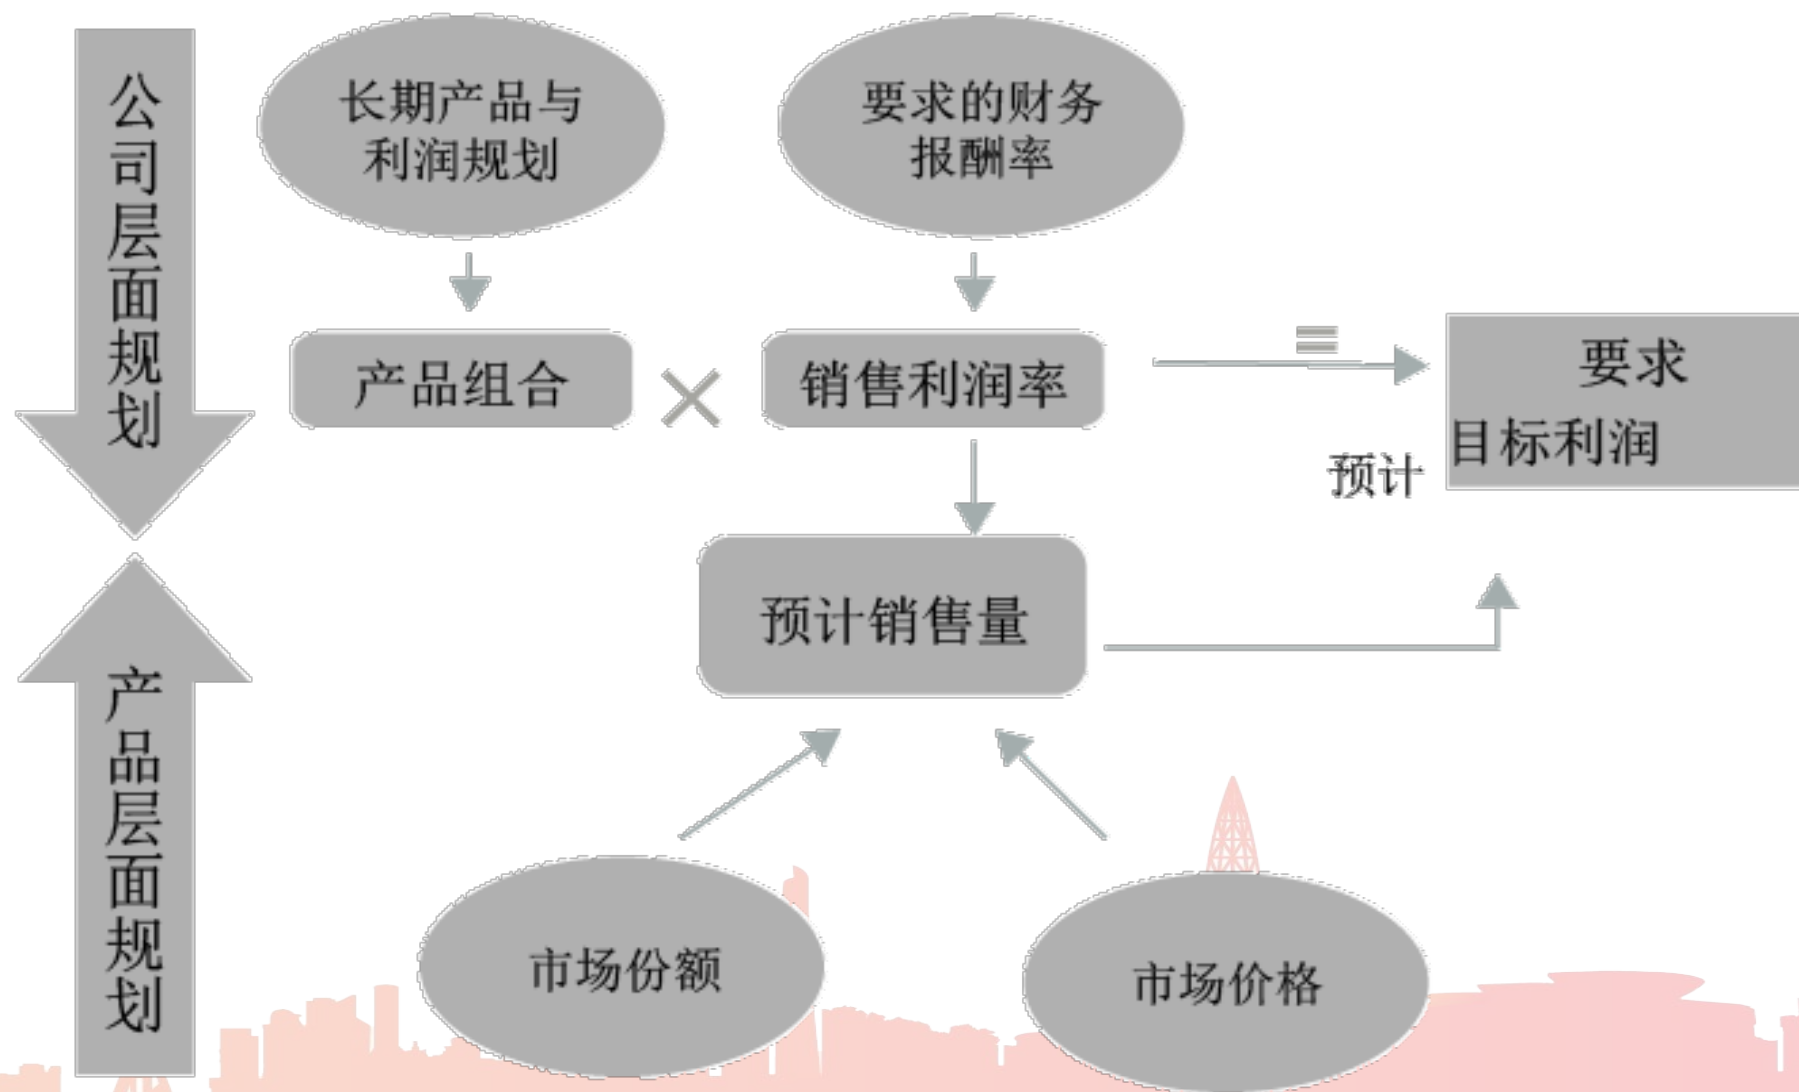 公司层面规划
长期产品与
利润规划
要求的财务
报酬率
产品组合
×
销售利润率
=
要求
目标利润
预计
预计销售量
产品层面规划
市场份额
市场价格